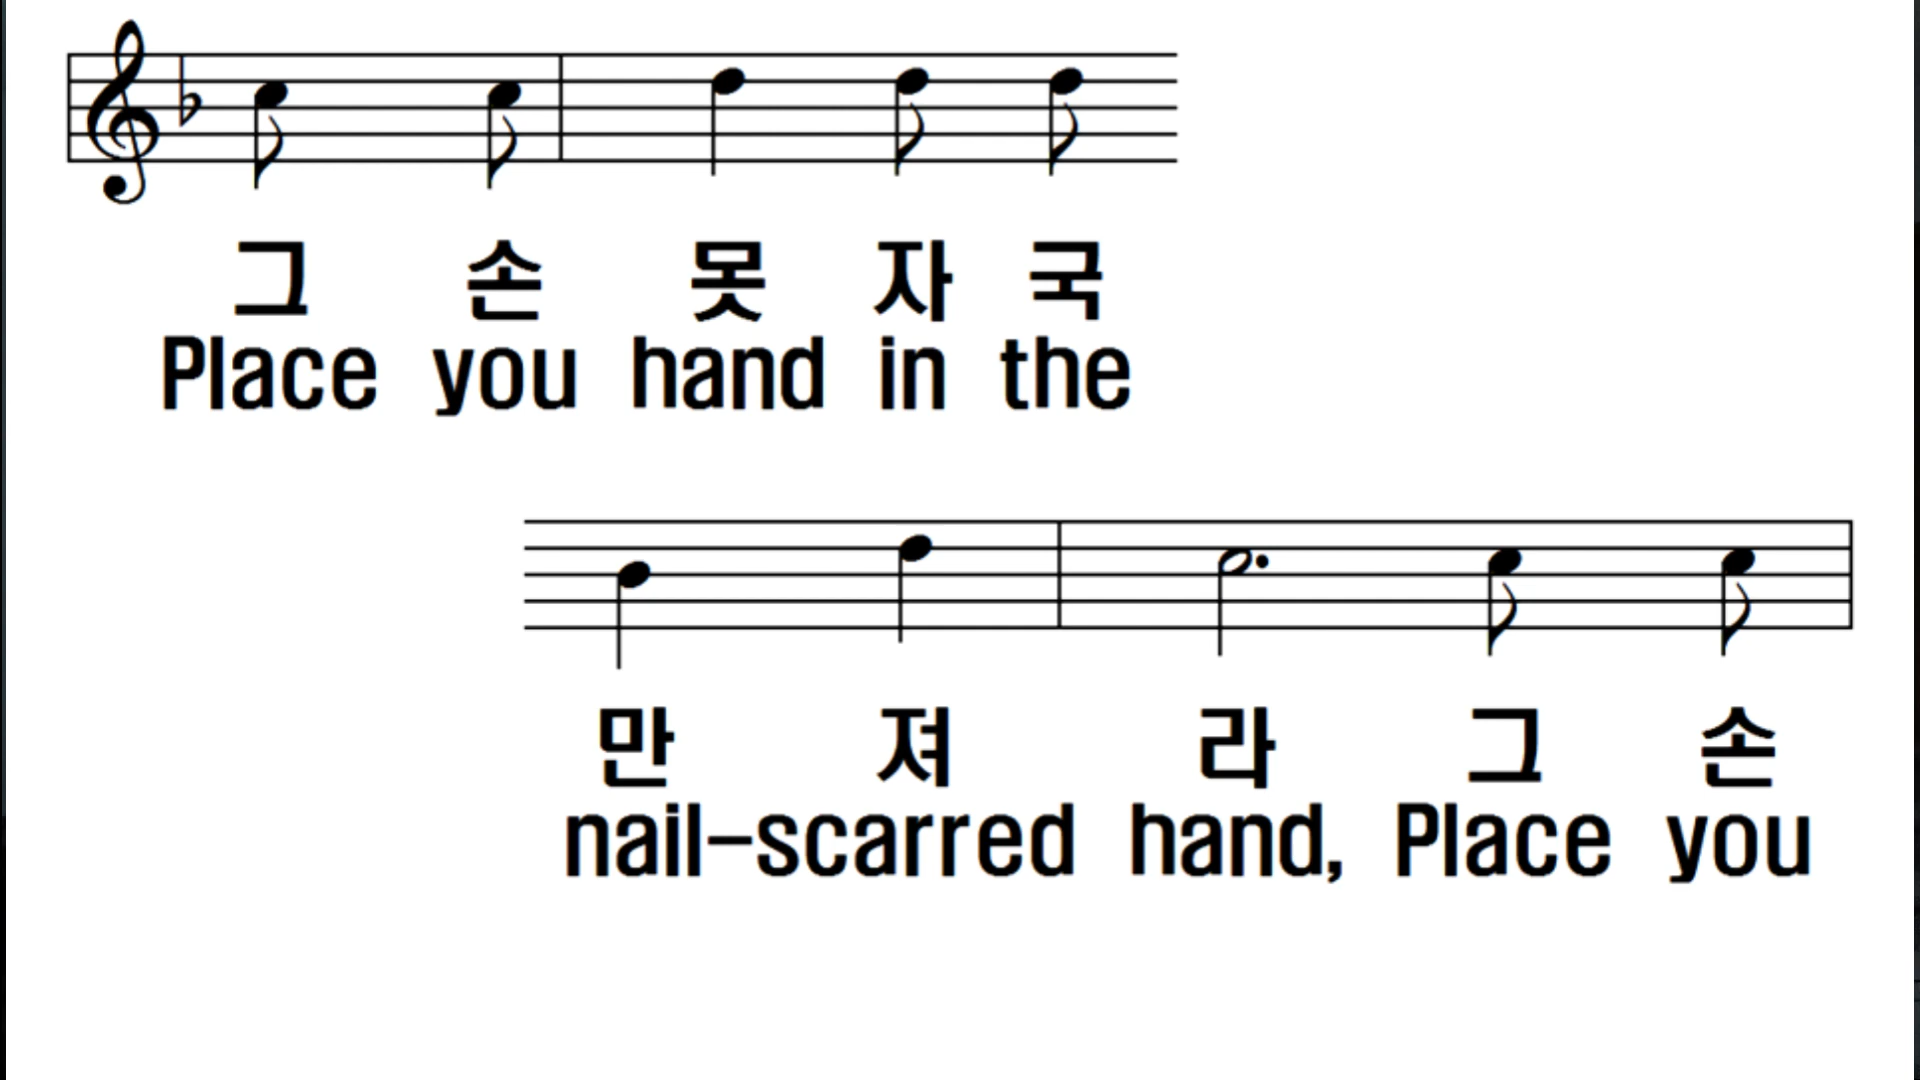 그 손 못 자 국
Place you hand in the
만 져 라 그 손
nail-scarred hand, Place you